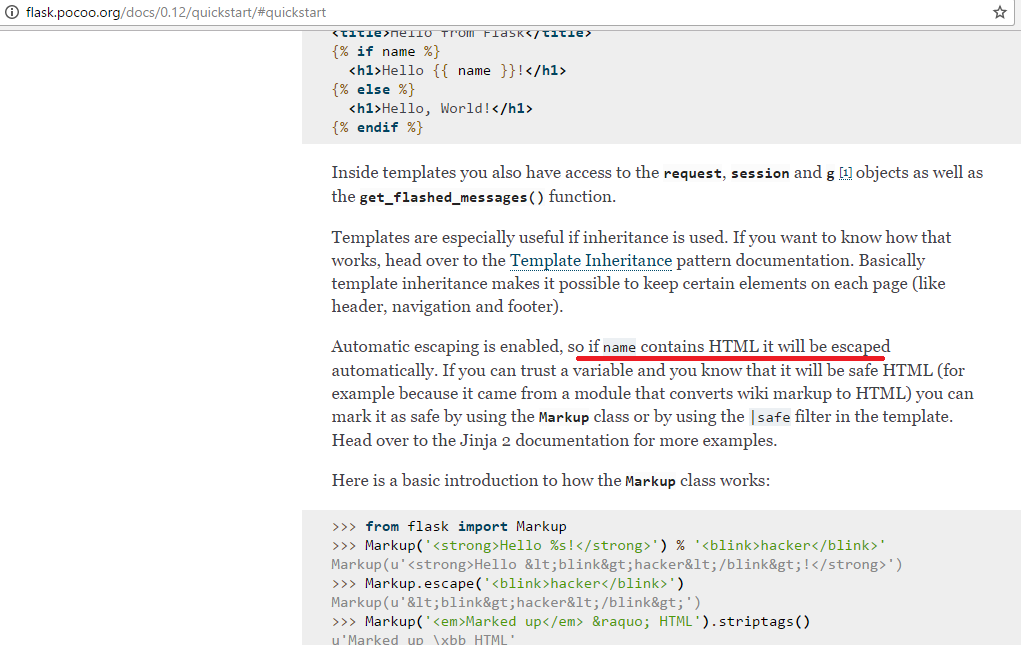 flask.pocoo.org/docs/0.12/quickstart/#quickstart
<title>Hello from Flask</title>
{% if name %}
  <h1>Hello {{ name }}!</h1>
{% else %}
  <h1>Hello, World!</h1>
{% endif %}
Inside templates you also have access to the request, session and g [1] objects as well as
the get_flashed_messages() function.
Templates are especially useful if inheritance is used. If you want to know how that
works, head over to the Template Inheritance pattern documentation. Basically
template inheritance makes it possible to keep certain elements on each page (like
header, navigation and footer).
Automatic escaping is enabled, so if name contains HTML it will be escaped
automatically. If you can trust a variable and you know that it will be safe HTML (for
example because it came from a module that converts wiki markup to HTML) you can
mark it as safe by using the Markup class or by using the |safe filter in the template.
Head over to the Jinja 2 documentation for more examples.
Here is a basic introduction to how the Markup class works:
>>> from flask import Markup
>>> Markup('<strong>Hello %s!</strong>') % '<blink>hacker</blink>'
Markup(u'<strong>Hello &lt;blink&gt;hacker&lt;/blink&gt;!</strong>')
>>> Markup.escape('<blink>hacker</blink>')
Markup(u'&lt;blink&gt;hacker&lt;/blink&gt;')
>>> Markup('<em>Marked up</em> &raquo; HTML').striptags()
u'Marked up \xbb HTML'